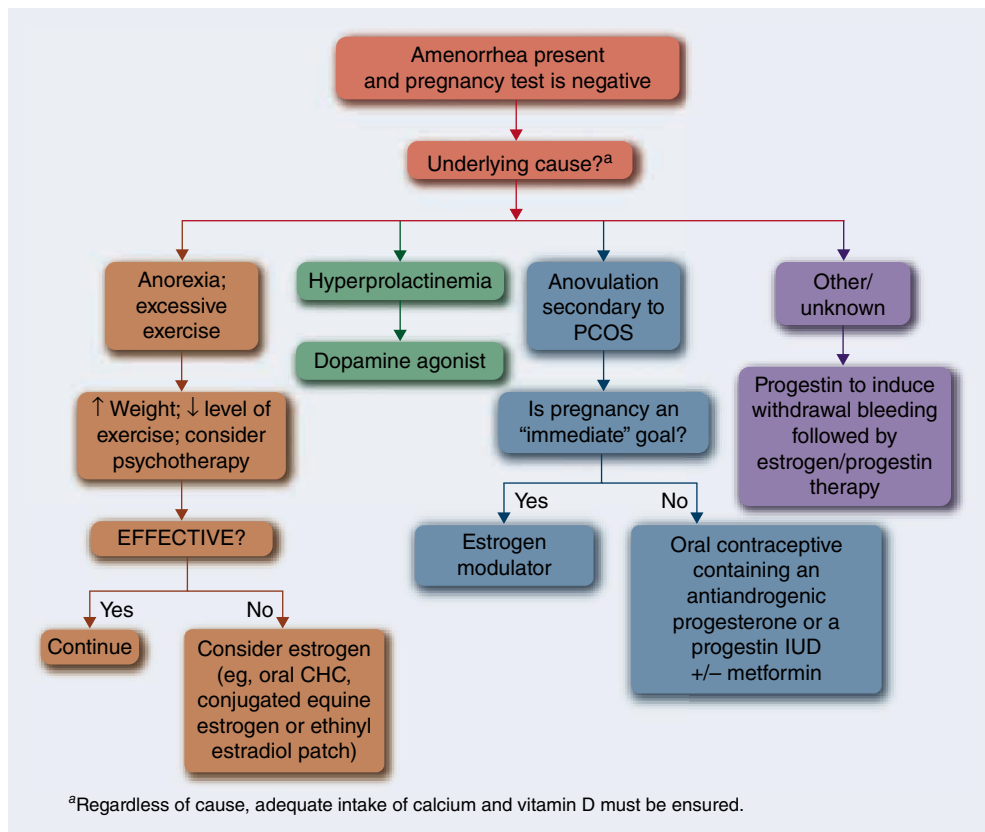 Amenorrhea present
and pregnancy test is negative
Underlying cause?a
Anorexia;
excessive
exercise
↑ Weight; ↓ level of
exercise; consider
psychotherapy
EFFECTIVE?
Yes
No
Continue
Consider estrogen
(eg, oral CHC,
conjugated equine
estrogen or ethinyl
estradiol patch)
Hyperprolactinemia
Dopamine agonist
Anovulation
secondary to
PCOS
Is pregnancy an
“immediate” goal?
Yes
No
Estrogen
modulator
Oral contraceptive
containing an
antiandrogenic
progesterone or a
progestin IUD
+/– metformin
Other/
unknown
Progestin to induce
withdrawal bleeding
followed by
estrogen/progestin
therapy
aRegardless of cause, adequate intake of calcium and vitamin D must be ensured.